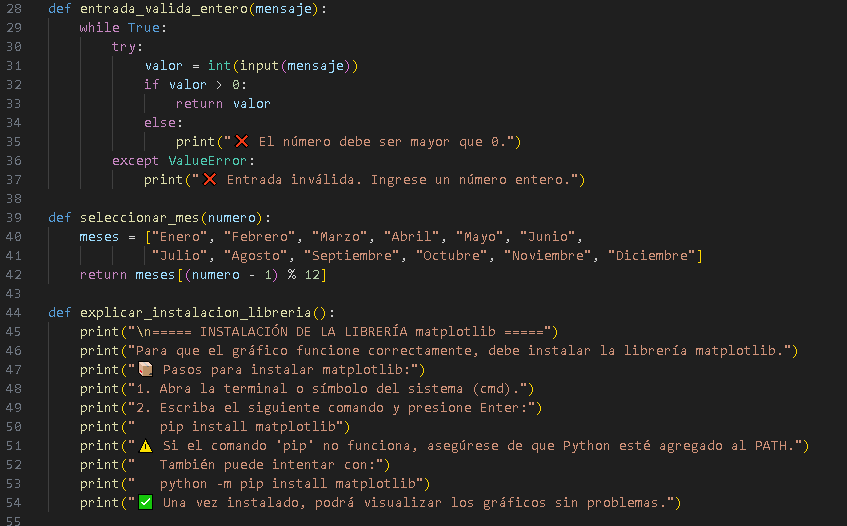 28 def entrada_valida_entero(mensaje):
29     while True:
30         try:
31             valor = int(input(mensaje))
32             if valor > 0:
33                 return valor
34             else:
35                 print("❌ El número debe ser mayor que 0.")
36         except ValueError:
37             print("❌ Entrada inválida. Ingrese un número entero.")
38
39 def seleccionar_mes(numero):
40     meses = ["Enero", "Febrero", "Marzo", "Abril", "Mayo", "Junio",
41              "Julio", "Agosto", "Septiembre", "Octubre", "Noviembre", "Diciembre"]
42     return meses[(numero - 1) % 12]
43
44 def explicar_instalacion_libreria():
45     print("\n===== INSTALACIÓN DE LA LIBRERÍA matplotlib =====")
46     print("Para que el gráfico funcione correctamente, debe instalar la librería matplotlib.")
47     print("📦 Pasos para instalar matplotlib:")
48     print("1. Abra la terminal o símbolo del sistema (cmd).")
49     print("2. Escriba el siguiente comando y presione Enter:")
50     print("   pip install matplotlib")
51     print("⚠️ Si el comando 'pip' no funciona, asegúrese de que Python esté agregado al PATH.")
52     print("   También puede intentar con:")
53     print("   python -m pip install matplotlib")
54     print("✅ Una vez instalado, podrá visualizar los gráficos sin problemas.")
55